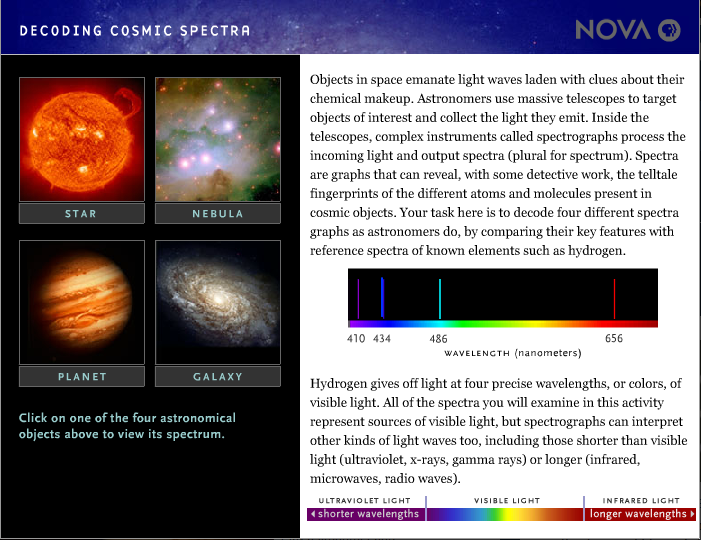 DECODING COSMIC SPECTRA
NOVA
STAR
NEBULA
PLANET
GALAXY
Click on one of the four astronomical
objects above to view its spectrum.
Objects in space emanate light waves laden with clues about their
chemical makeup. Astronomers use massive telescopes to target
objects of interest and collect the light they emit. Inside the
telescopes, complex instruments called spectrographs process the
incoming light and output spectra (plural for spectrum). Spectra
are graphs that can reveal, with some detective work, the telltale
fingerprints of the different atoms and molecules present in
cosmic objects. Your task here is to decode four different spectra
graphs as astronomers do, by comparing their key features with
reference spectra of known elements such as hydrogen.
410 434 486 656
WAVELENGTH (nanometers)
Hydrogen gives off light at four precise wavelengths, or colors, of
visible light. All of the spectra you will examine in this activity
represent sources of visible light, but spectrographs can interpret
other kinds of light waves too, including those shorter than visible
light (ultraviolet, x-rays, gamma rays) or longer (infrared,
microwaves, radio waves).
ULTRAVIOLET LIGHT VISIBLE LIGHT INFRARED LIGHT
shorter wavelengths longer wavelengths